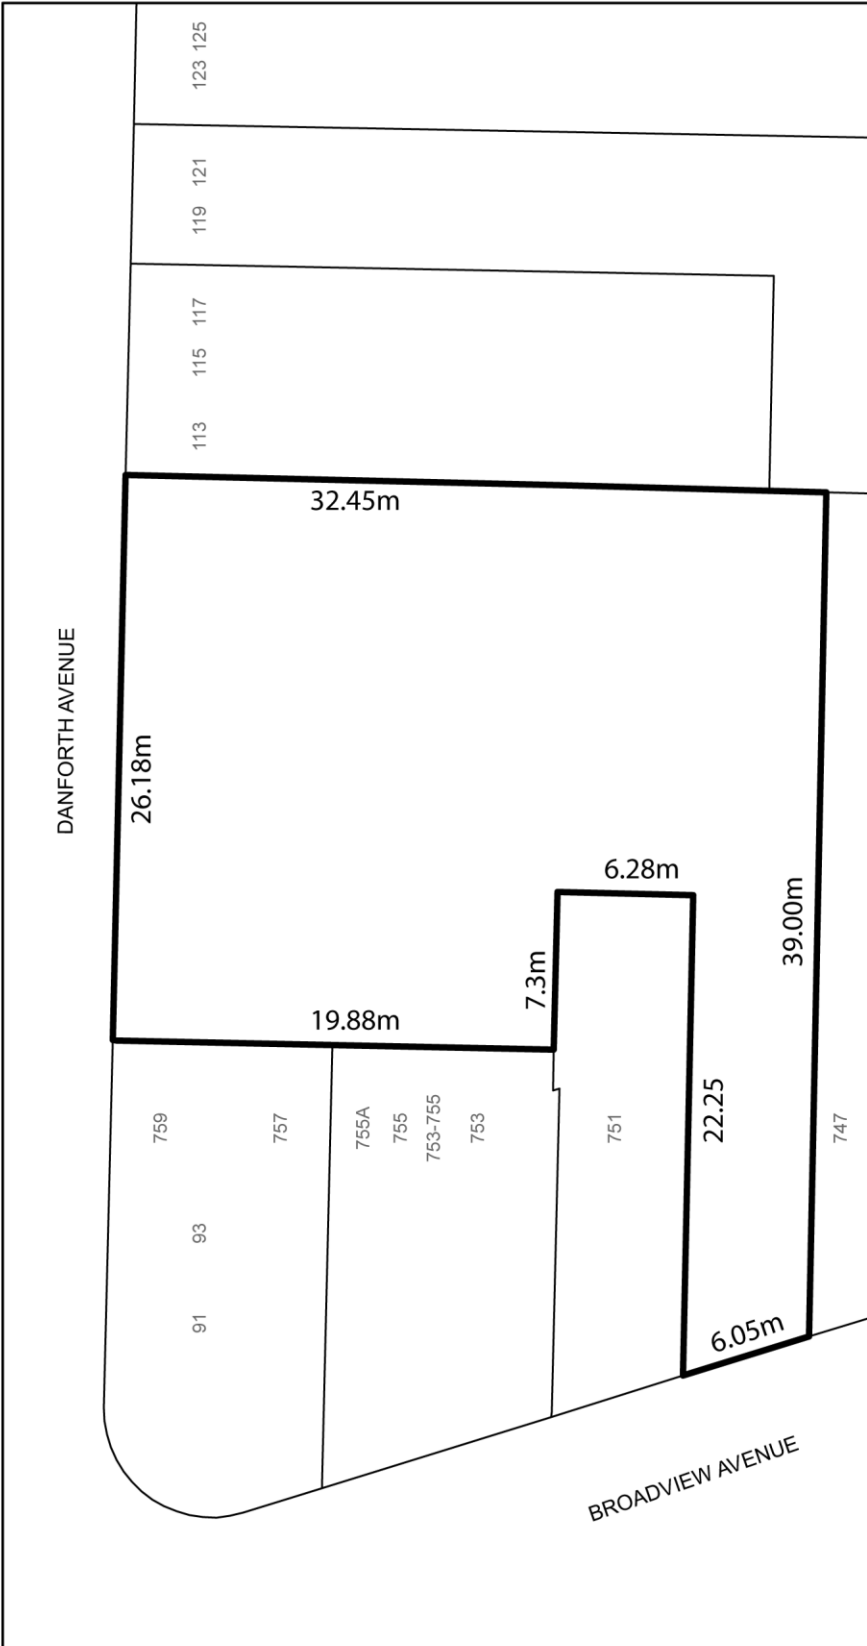 123 125
119 121
113 115 117
32.45m
DANFORTH AVENUE
26.18m
6.28m
39.00m
7.3m
19.88m
22.25
759
757
755A
755
753-755
753
751
747
93
91
6.05m
BROADVIEW AVENUE